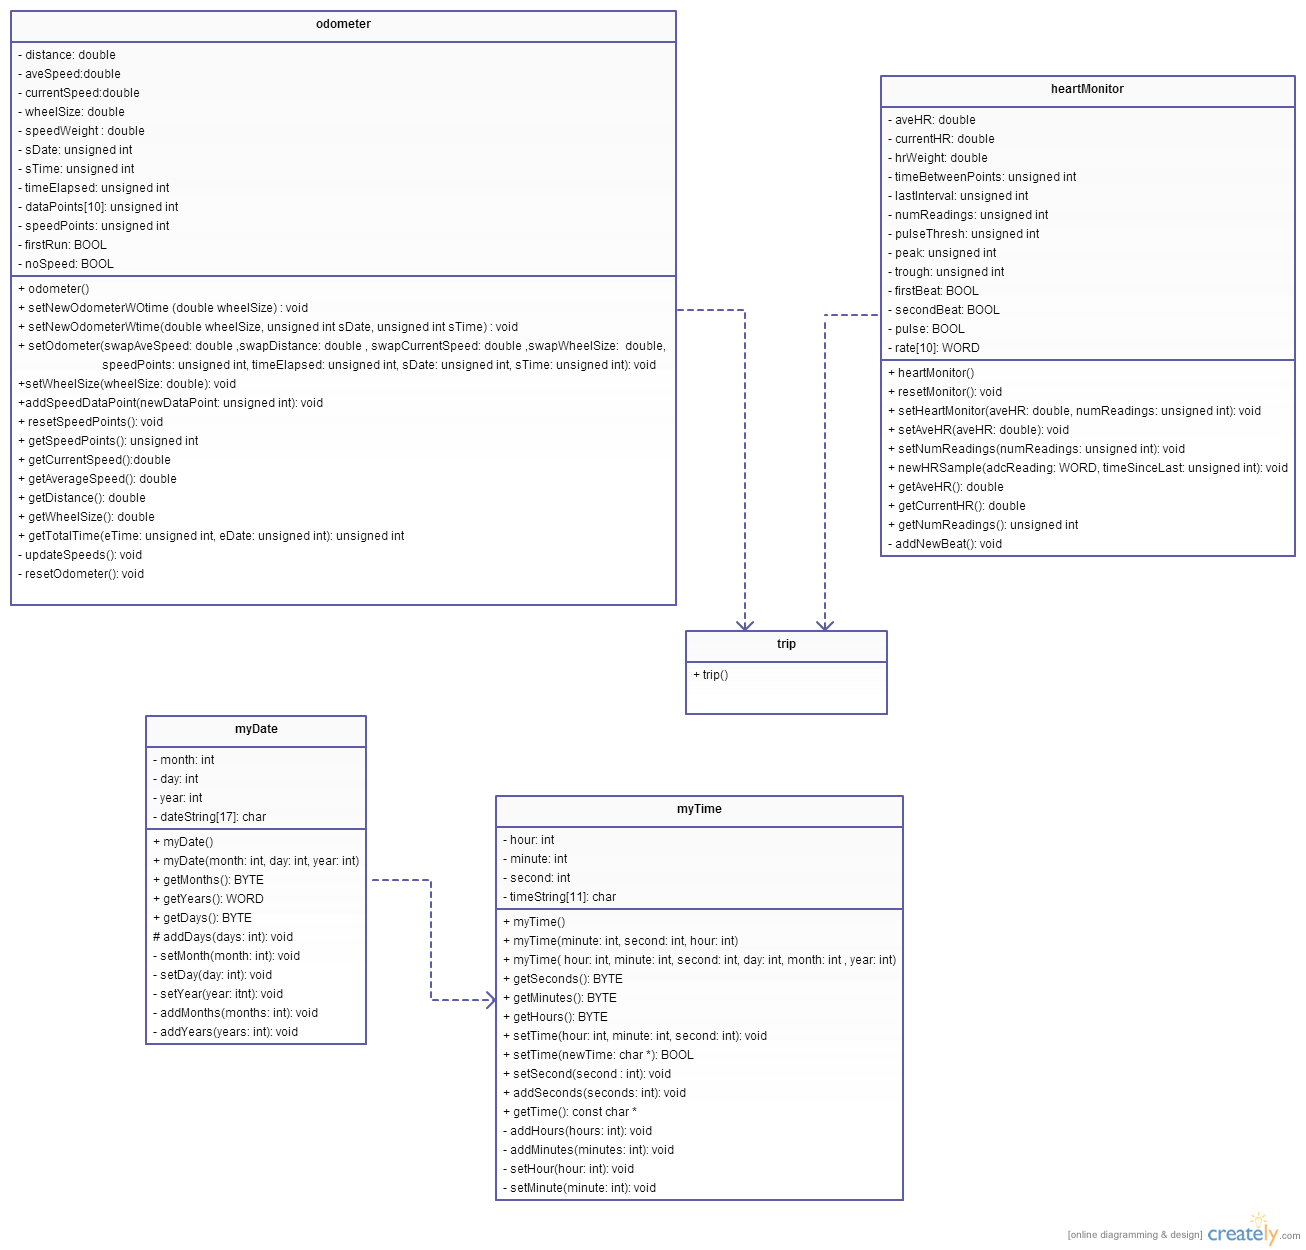 odometer
- distance: double
- aveSpeed:double
- currentSpeed:double
- wheelSize: double
- speedWeight : double
- sDate: unsigned int
- sTime: unsigned int
- timeElapsed: unsigned int
- dataPoints[10]: unsigned int
- speedPoints: unsigned int
- firstRun: BOOL
- noSpeed: BOOL
+ odometer()
+ setNewOdometerWOtime (double wheelSize) : void
+ setNewOdometerWtime(double wheelSize, unsigned int sDate, unsigned int sTime) : void
+ setOdometer(swapAveSpeed: double ,swapDistance: double , swapCurrentSpeed: double ,swapWheelSize:  double,
speedPoints: unsigned int, timeElapsed: unsigned int, sDate: unsigned int, sTime: unsigned int): void
+setWheelSize(wheelSize: double): void
+addSpeedDataPoint(newDataPoint: unsigned int): void
+ resetSpeedPoints(): void
+ getSpeedPoints(): unsigned int
+ getCurrentSpeed():double
+ getAverageSpeed(): double
+ getDistance(): double
+ getWheelSize(): double
+ getTotalTime(eTime: unsigned int, eDate: unsigned int): unsigned int
- updateSpeeds(): void
- resetOdometer(): void
heartMonitor
- aveHR: double
- currentHR: double
- hrWeight: double
- timeBetweenPoints: unsigned int
- lastInterval: unsigned int
- numReadings: unsigned int
- pulseThresh: unsigned int
- peak: unsigned int
- trough: unsigned int
- firstBeat: BOOL
- secondBeat: BOOL
- pulse: BOOL
- rate[10]: WORD
+ heartMonitor()
+ resetMonitor(): void
+ setHeartMonitor(aveHR: double, numReadings: unsigned int): void
+ setAveHR(aveHR: double): void
+ setNumReadings(numReadings: unsigned int): void
+ newHRSample(adcReading: WORD, timeSinceLast: unsigned int): void
+ getAveHR(): double
+ getCurrentHR(): double
+ getNumReadings(): unsigned int
- addNewBeat(): void
trip
+ trip()
myDate
- month: int
- day: int
- year: int
- dateString[17]: char
+ myDate()
+ myDate(month: int, day: int, year: int)
+ getMonths(): BYTE
+ getYears(): WORD
+ getDays(): BYTE
# addDays(days: int): void
- setMonth(month: int): void
- setDay(day: int): void
- setYear(year: itnt): void
- addMonths(months: int): void
- addYears(years: int): void
myTime
- hour: int
- minute: int
- second: int
- timeString[11]: char
+ myTime()
+ myTime(minute: int, second: int, hour: int)
+ myTime( hour: int, minute: int, second: int, day: int, month: int , year: int)
+ getSeconds(): BYTE
+ getMinutes(): BYTE
+ getHours(): BYTE
+ setTime(hour: int, minute: int, second: int): void
+ setTime(newTime: char *): BOOL
+ setSecond(second : int): void
+ addSeconds(seconds: int): void
+ getTime(): const char *
- addHours(hours: int): void
- addMinutes(minutes: int): void
- setHour(hour: int): void
- setMinute(minute: int): void
[online diagramming & design] creately.com